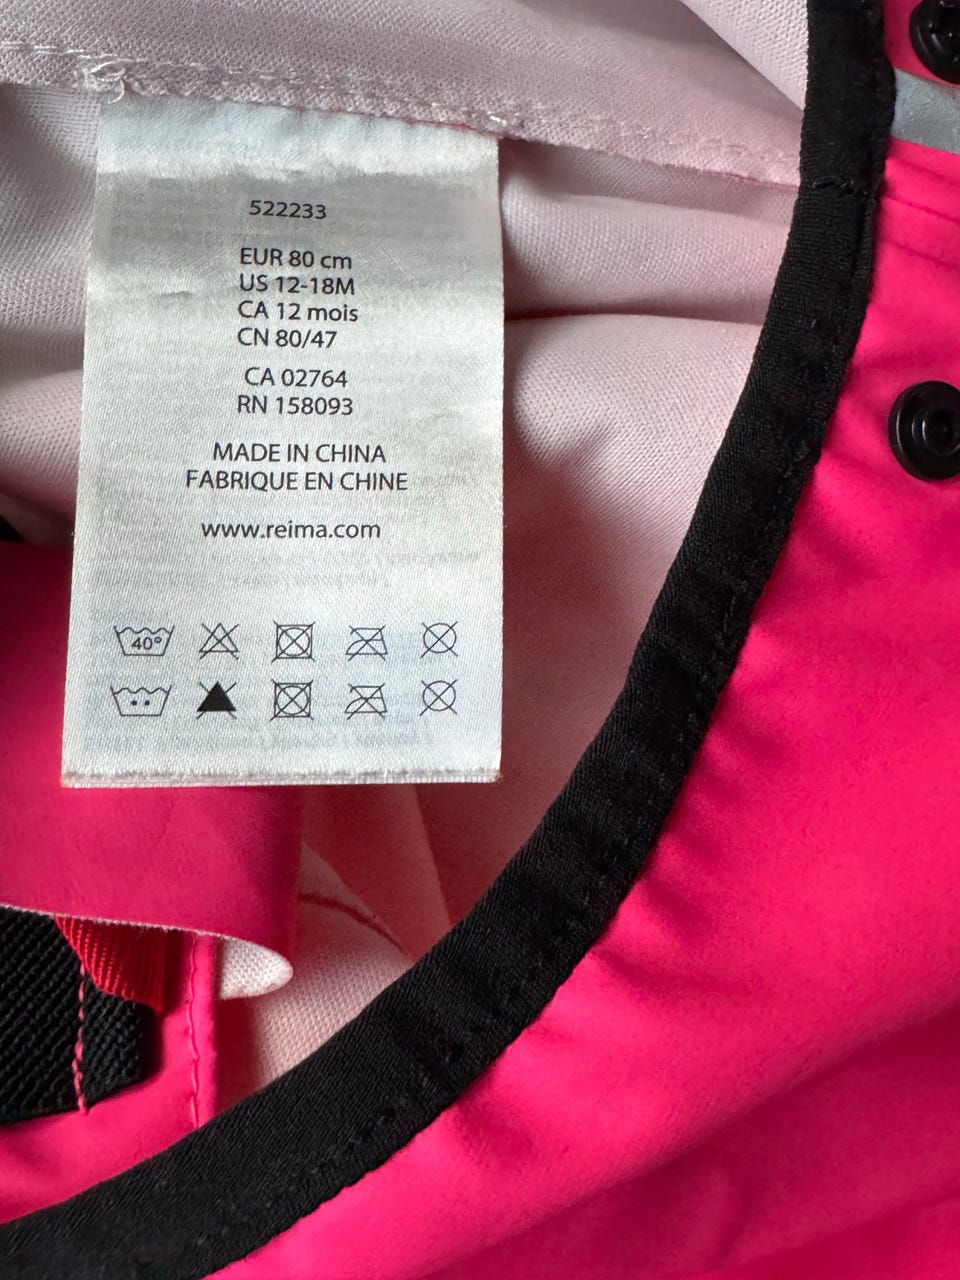 522233
EUR 80 cm
US 12-18M
CA 12 mois
CN 80/47
CA 02764
RN 158093
MADE IN CHINA
FABRIQUE EN CHINE
www.reima.com
40°